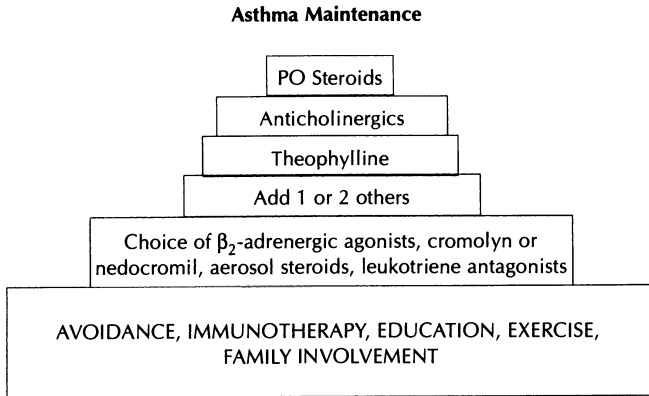 Asthma Maintenance
PO Steroids
Anticholinergics
Theophylline
Add 1 or 2 others
Choice of β₂-adrenergic agonists, cromolyn or
nedocromil, aerosol steroids, leukotriene antagonists
AVOIDANCE, IMMUNOTHERAPY, EDUCATION, EXERCISE,
FAMILY INVOLVEMENT